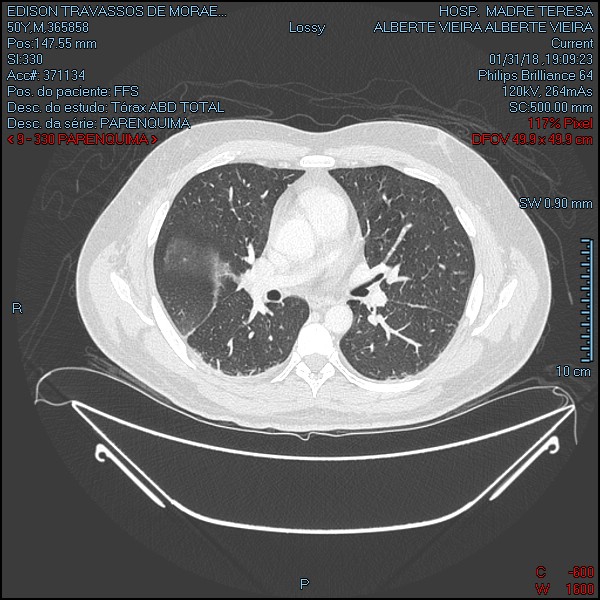 EDISON TRAVASSOS DE MORAE...
50Y,M,365858
Pos:147.55 mm
SI:330
Acc#: 371134
Pos. do paciente: FFS
Desc. do estudo: Tórax ABD TOTAL
Desc. da série: PARENQUIMA
< 9 - 330 PARENQUIMA >
Lossy
HOSP. MADRE TERESA
ALBERTE VIEIRA ALBERTE VIEIRA
Current
01/31/18 ,19:09:23
Philips Brilliance 64
120kV, 264mAs
SC:500.00 mm
117% Pixel
DFOV 49.9 x 49.9 cm
SW 0.90 mm
R
10 cm
P
C -600
W 1600